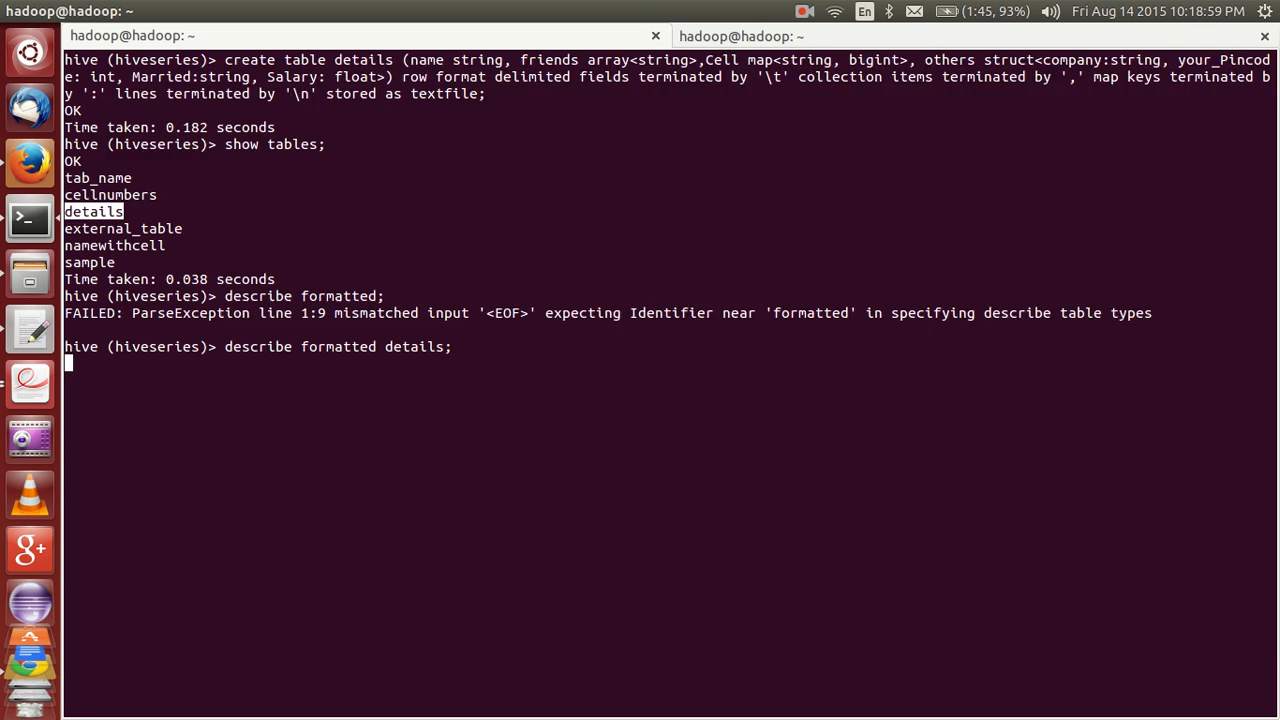 hadoop@hadoop: ~
En
(1:45, 93%)
Fri Aug 14 2015 10:18:59 PM
hadoop@hadoop: ~
hadoop@hadoop: ~
hive (hiveseries)> create table details (name string, friends array<string>,Cell map<string, bigint>, others struct<company:string, your_Pincod
e: int, Married:string, Salary: float>) row format delimited fields terminated by '\t' collection items terminated by ',' map keys terminated b
y ':' lines terminated by '\n' stored as textfile;
OK
Time taken: 0.182 seconds
hive (hiveseries)> show tables;
OK
tab_name
cellnumbers
details
external_table
namewithcell
sample
Time taken: 0.038 seconds
hive (hiveseries)> describe formatted;
FAILED: ParseException line 1:9 mismatched input '<EOF>' expecting Identifier near 'formatted' in specifying describe table types
hive (hiveseries)> describe formatted details;
>_
g+